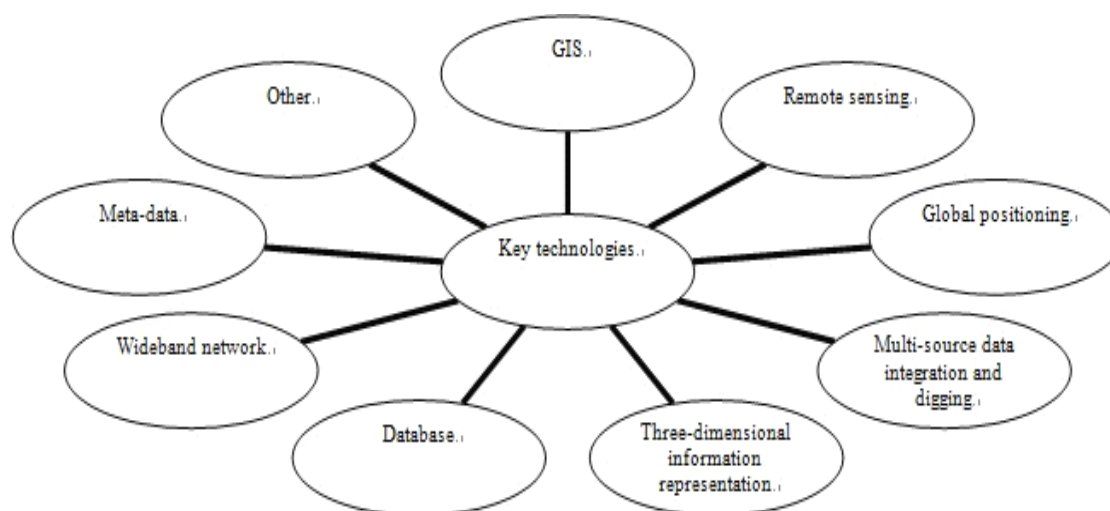 GIS.
Other.
Remote sensing.
Meta-data.
Global positioning.
Key technologies.
Wideband network.
Multi-source data
integration and
digging.
Database.
Three-dimensional
information
representation.